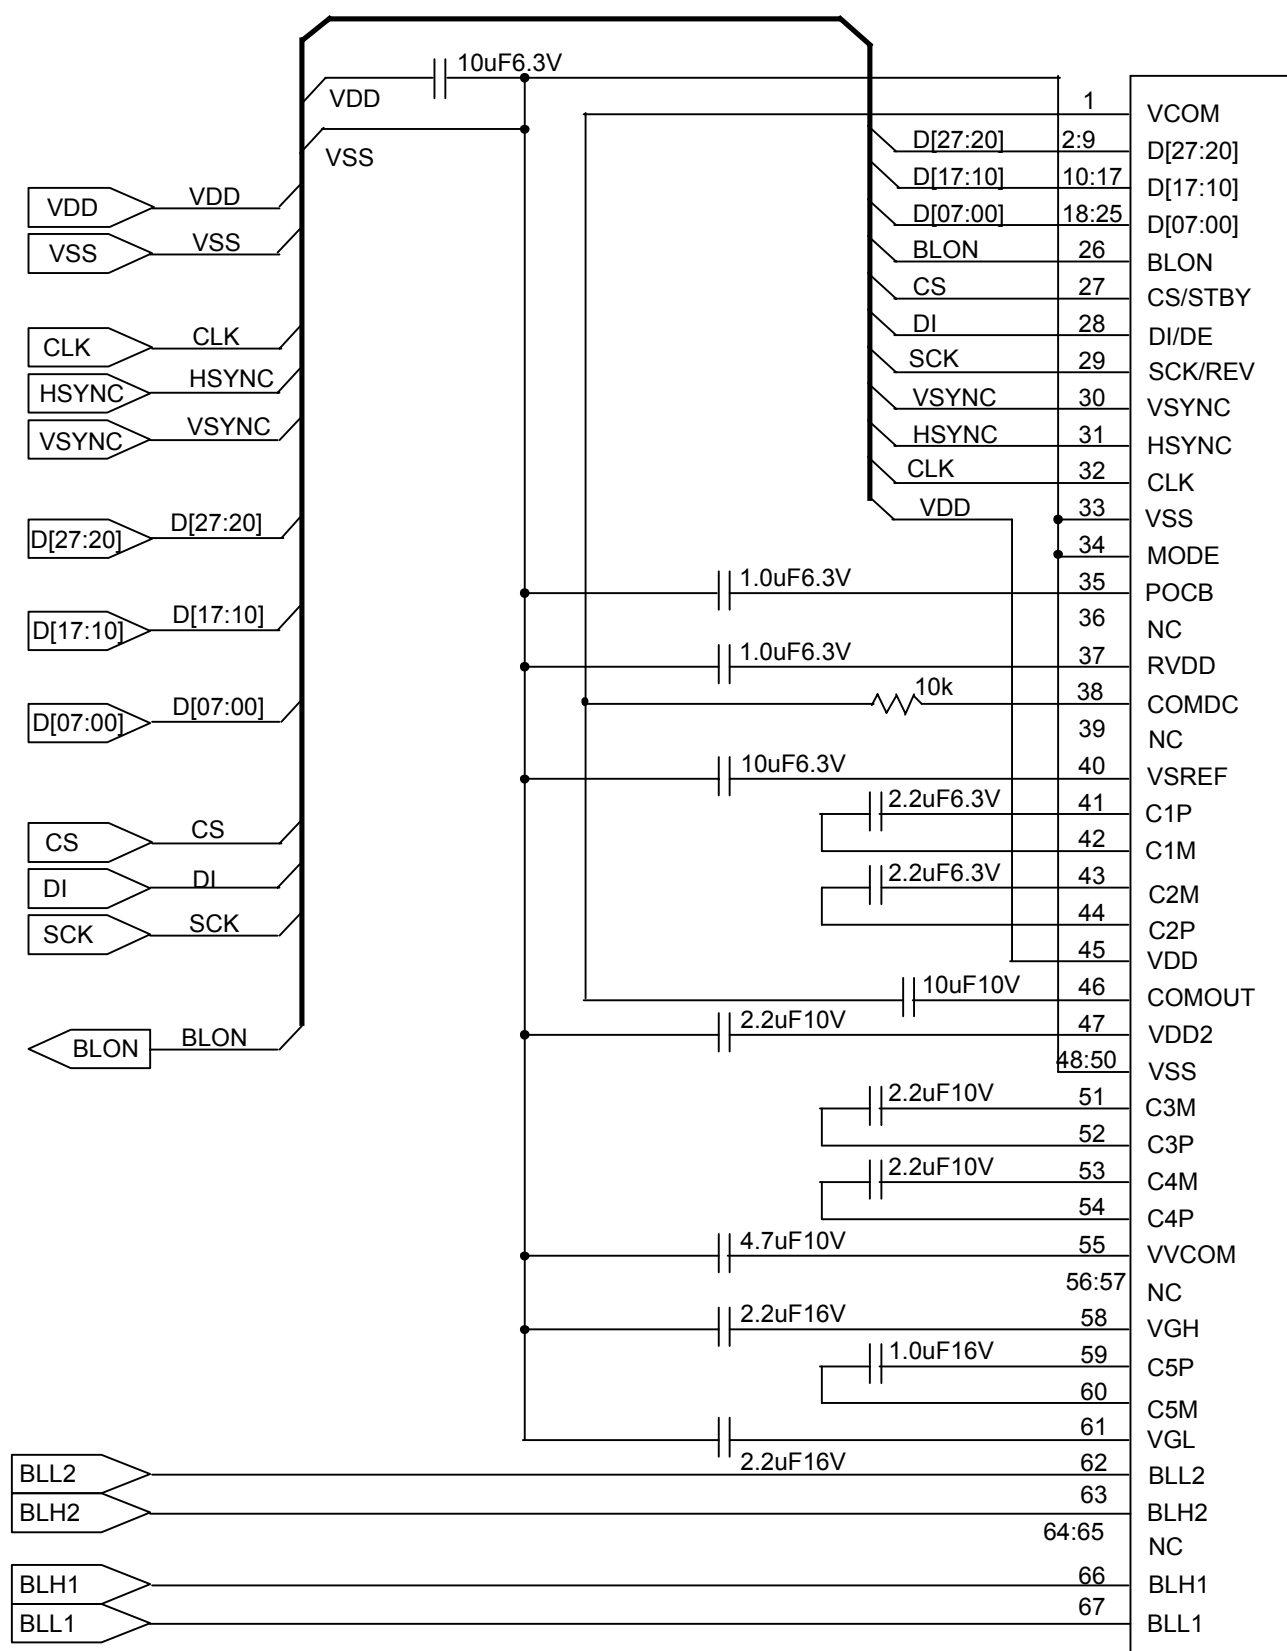 10uF6.3V
VDD
VSS
VDD VDD
VSS VSS
CLK CLK
HSYNC HSYNC
VSYNC VSYNC
D[27:20] D[27:20]
D[17:10] D[17:10]
D[07:00] D[07:00]
CS CS
DI DI
SCK SCK
BLON BLON
1 VCOM
D[27:20] 2:9 D[27:20]
D[17:10] 10:17 D[17:10]
D[07:00] 18:25 D[07:00]
BLON 26 BLON
CS 27 CS/STBY
DI 28 DI/DE
SCK 29 SCK/REV
VSYNC 30 VSYNC
HSYNC 31 HSYNC
CLK 32 CLK
VDD 33 VSS
34 MODE
1.0uF6.3V 35 POCB
36 NC
1.0uF6.3V 37 RVDD
10k 38 COMDC
39 NC
10uF6.3V 40 VSREF
2.2uF6.3V 41 C1P
42 C1M
2.2uF6.3V 43 C2M
44 C2P
45 VDD
10uF10V 46 COMOUT
2.2uF10V 47 VDD2
48:50 VSS
2.2uF10V 51 C3M
52 C3P
2.2uF10V 53 C4M
54 C4P
4.7uF10V 55 VVCOM
56:57 NC
2.2uF16V 58 VGH
1.0uF16V 59 C5P
60 C5M
61 VGL
2.2uF16V
BLL2 62 BLL2
BLH2 63 BLH2
64:65 NC
BLH1 66 BLH1
BLL1 67 BLL1